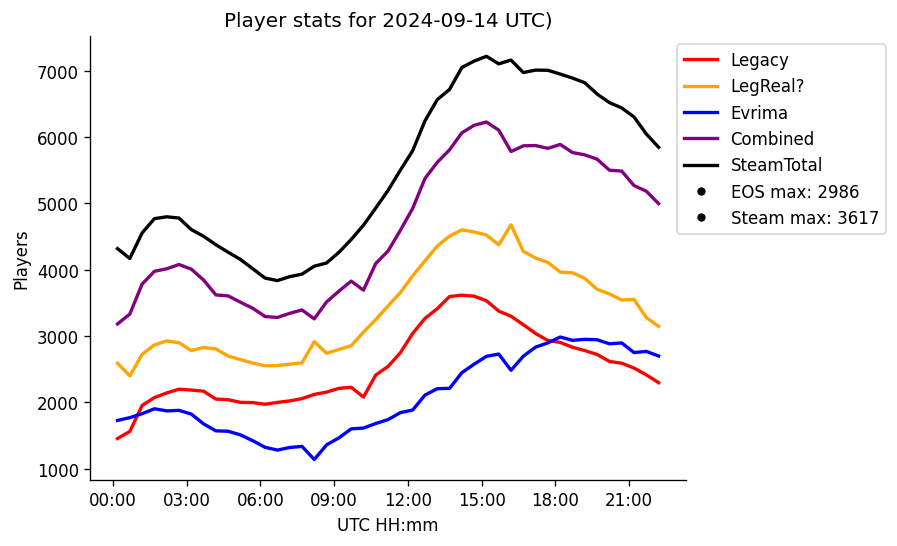 Player stats for 2024-09-14 UTC)
Legacy
LegReal?
Evrima
Combined
SteamTotal
EOS max: 2986
Steam max: 3617
Players
7000
6000
5000
4000
3000
2000
1000
00:00 03:00 06:00 09:00 12:00 15:00 18:00 21:00
UTC HH:mm